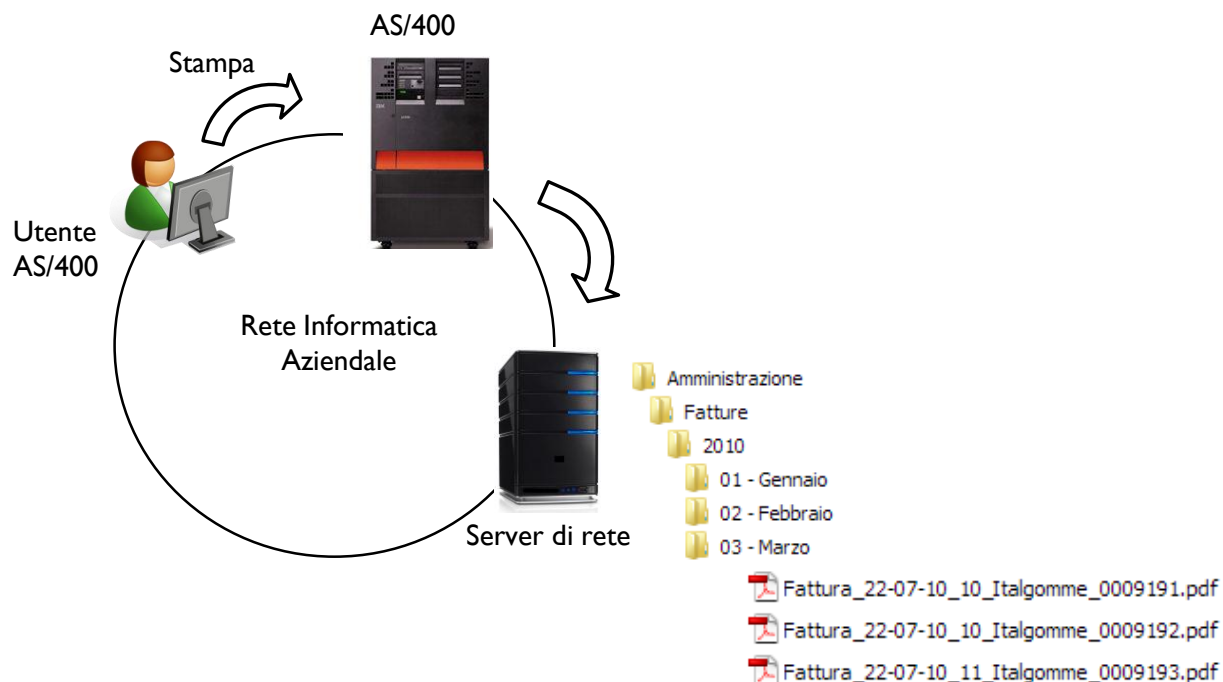 AS/400
Stampa
Utente
AS/400
Rete Informatica
Aziendale
Server di rete
Amministrazione
Fatture
2010
01 - Gennaio
02 - Febbraio
03 - Marzo
Fattura_22-07-10_10_Italgomme_0009191.pdf
Fattura_22-07-10_10_Italgomme_0009192.pdf
Fattura_22-07-10_11_Italgomme_0009193.pdf